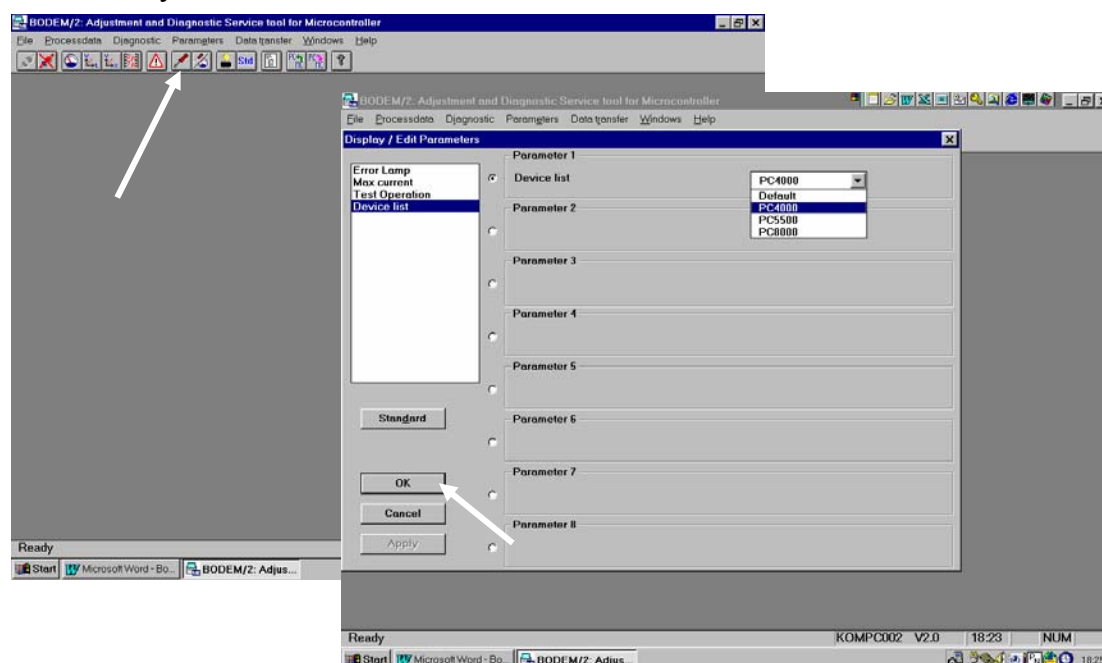 BODEM/2: Adjustment and Diagnostic Service tool for Microcontroller
File Processdata Diagnostic Parameters Data transfer Windows Help
Std
Ready
Start Microsoft Word - Bo... BODEM/2: Adjus...
BODEM/2: Adjustment and Diagnostic Service tool for Microcontroller
File Processdata Diagnostic Parameters Data transfer Windows Help
Display / Edit Parameters
Error Lamp
Max current
Test Operation
Device list
Parameter 1
Device list
PC4000
Default
PC4000
PC5500
PC8000
Parameter 2
Parameter 3
Parameter 4
Parameter 5
Parameter 6
Parameter 7
Parameter 8
Standard
OK
Cancel
Apply
Ready KOMPC002 V2.0 18:23 NUM
Start Microsoft Word - Bo... BODEM/2: Adjus...